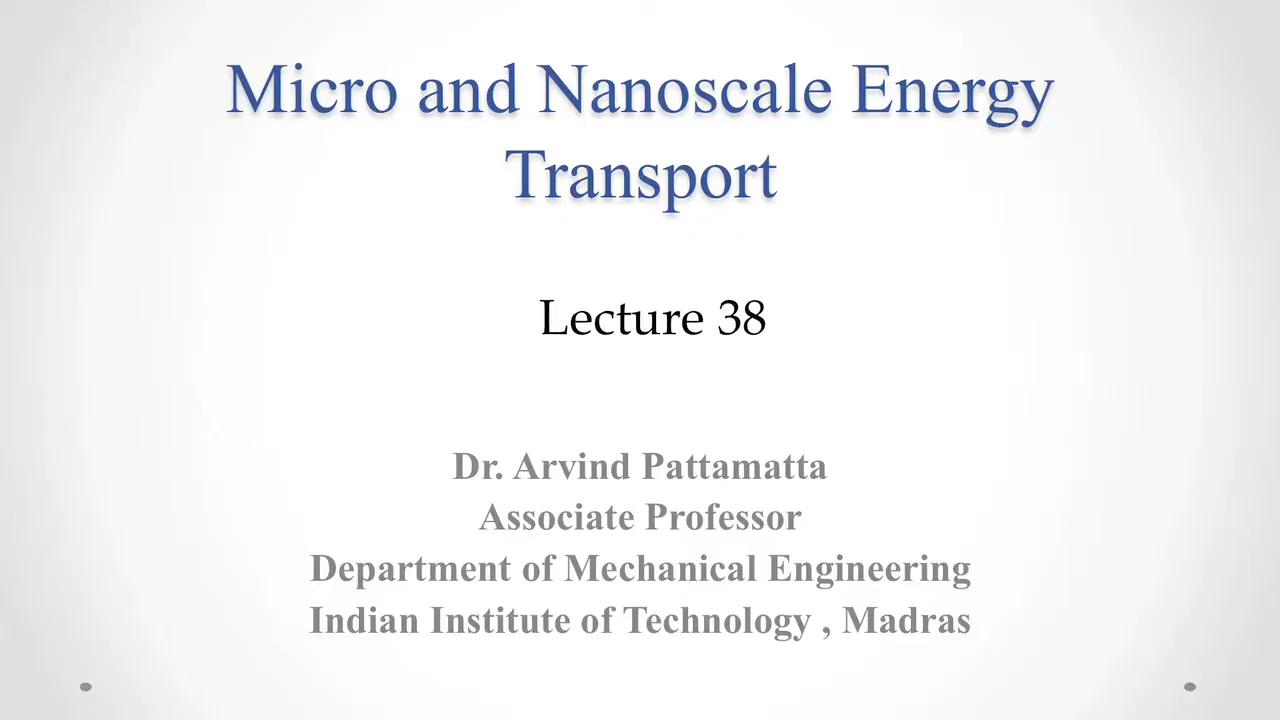 Micro and Nanoscale Energy
Transport
Lecture 38
Dr. Arvind Pattamatta
Associate Professor
Department of Mechanical Engineering
Indian Institute of Technology , Madras